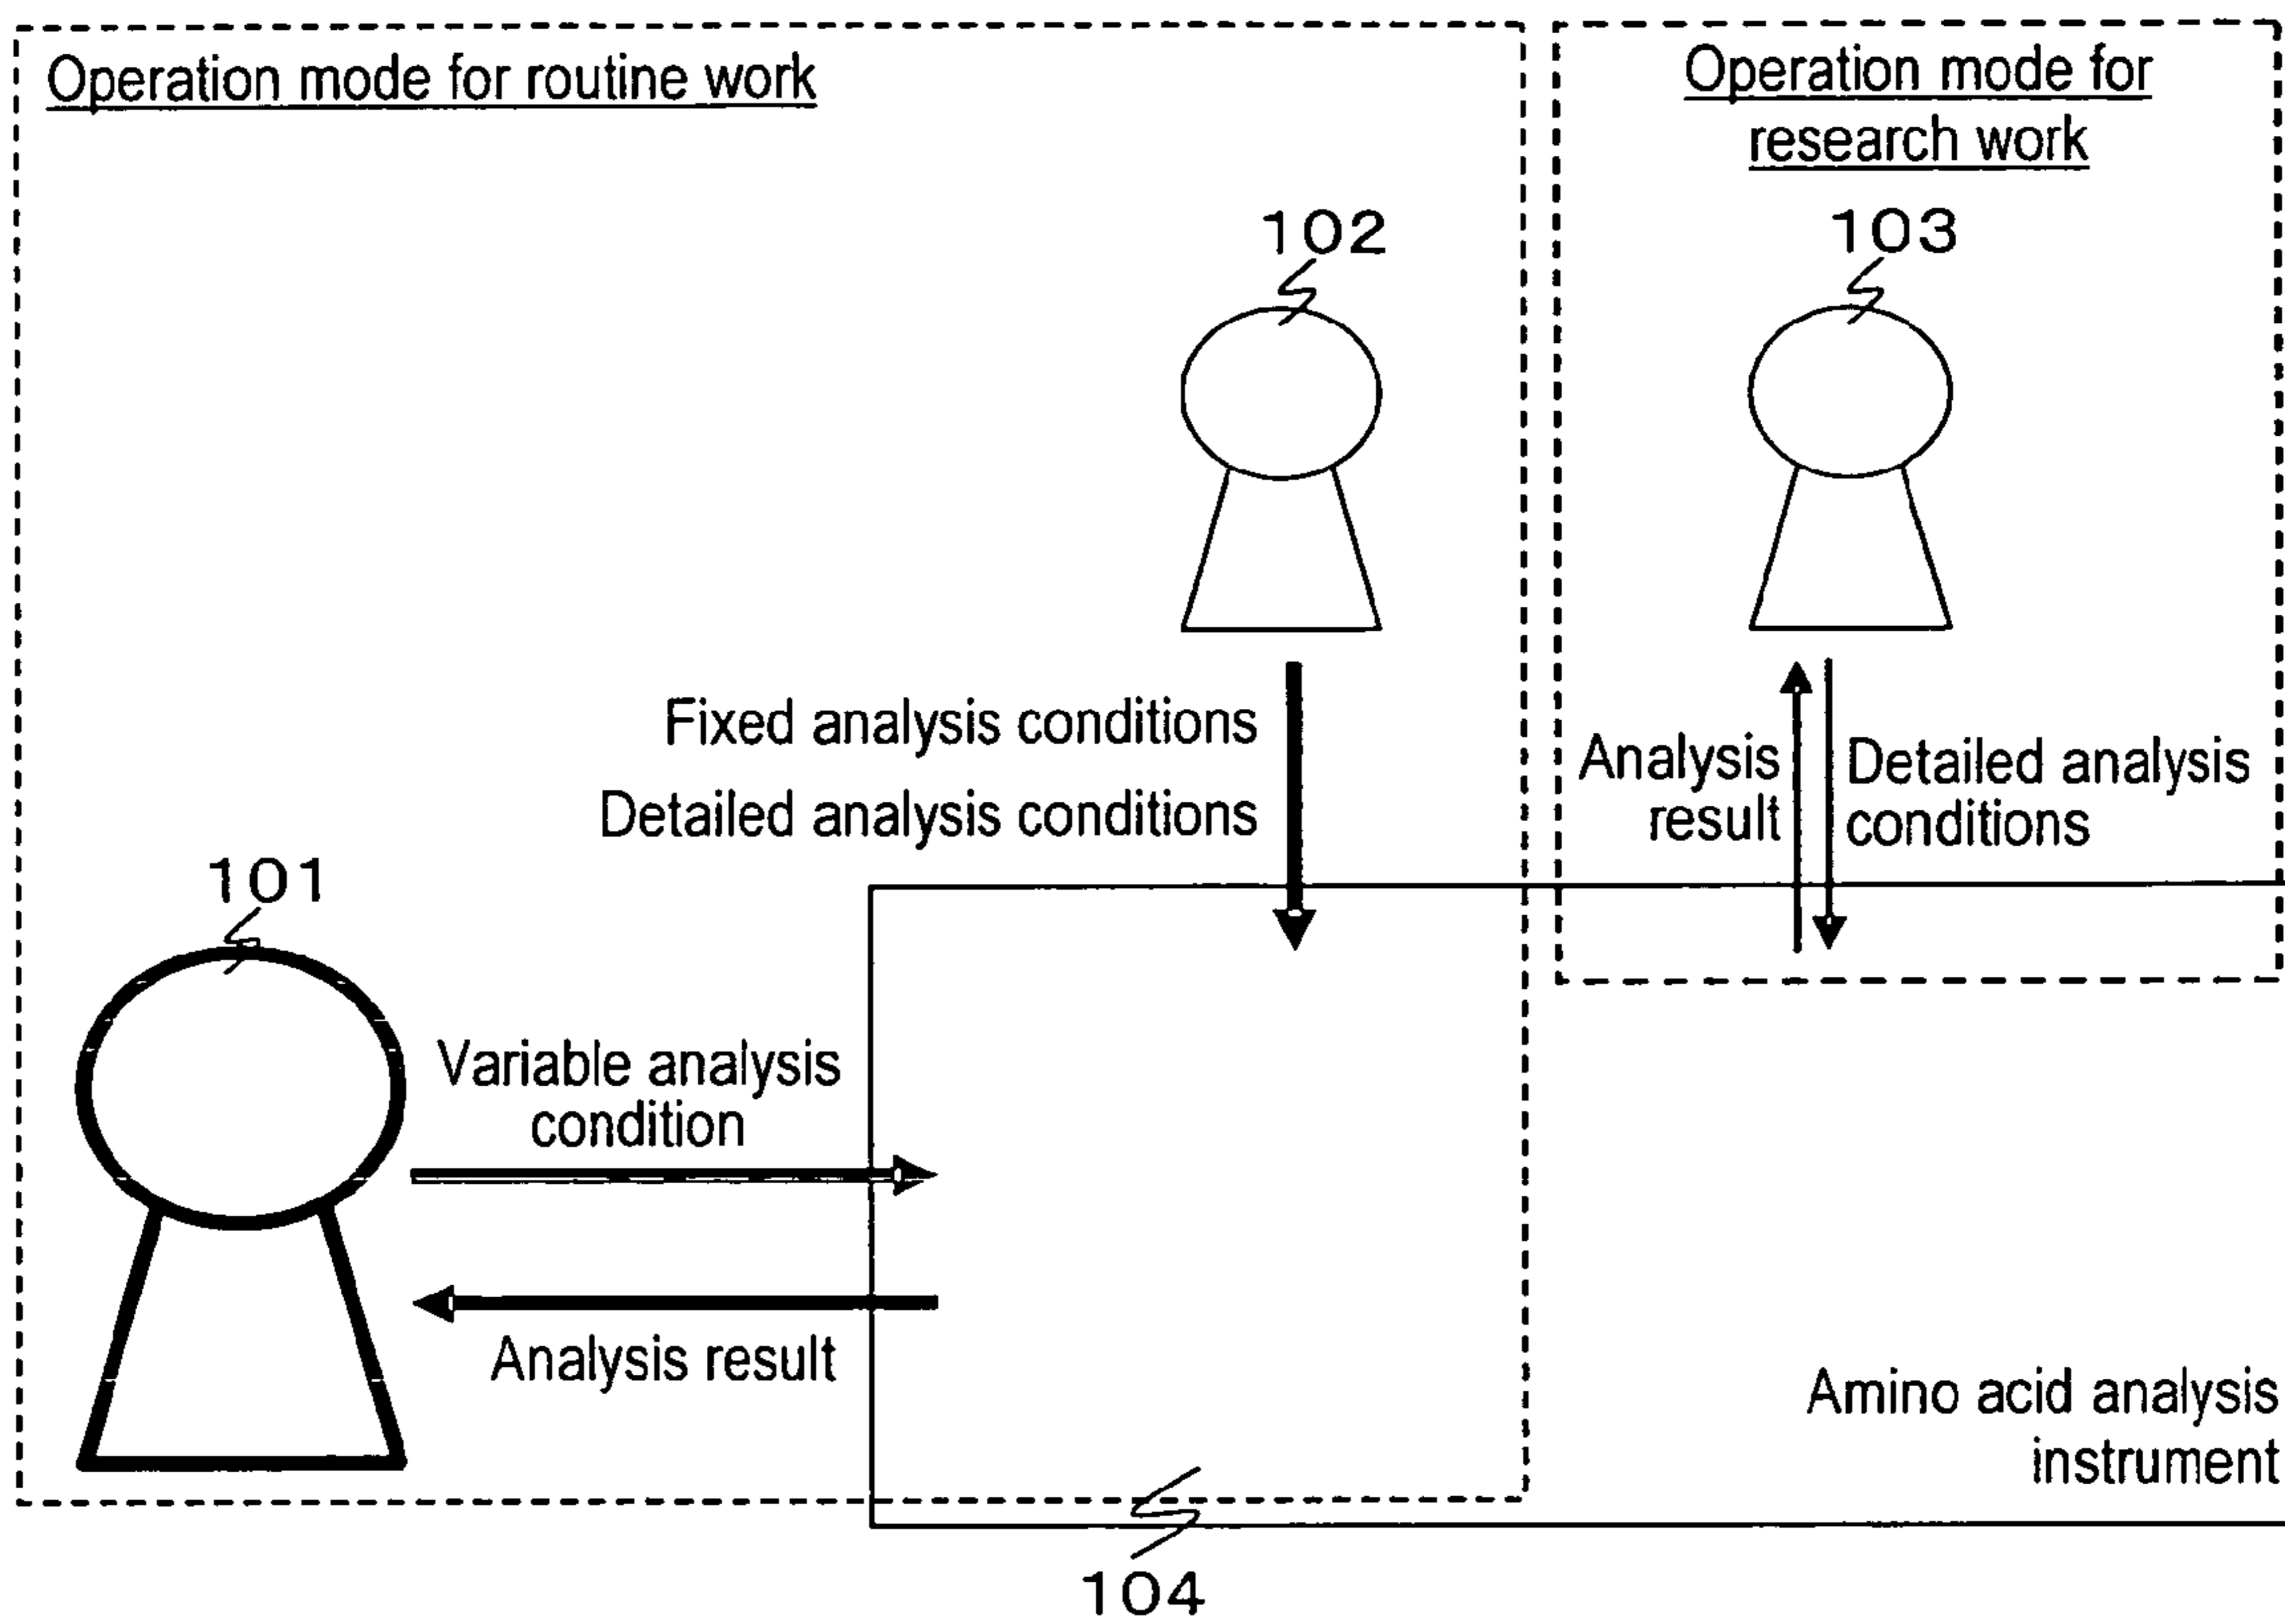 Operation mode for routine work
Operation mode for
research work
102
103
Fixed analysis conditions
Detailed analysis conditions
Analysis
result
Detailed analysis
conditions
101
Variable analysis
condition
Analysis result
Amino acid analysis
instrument
104